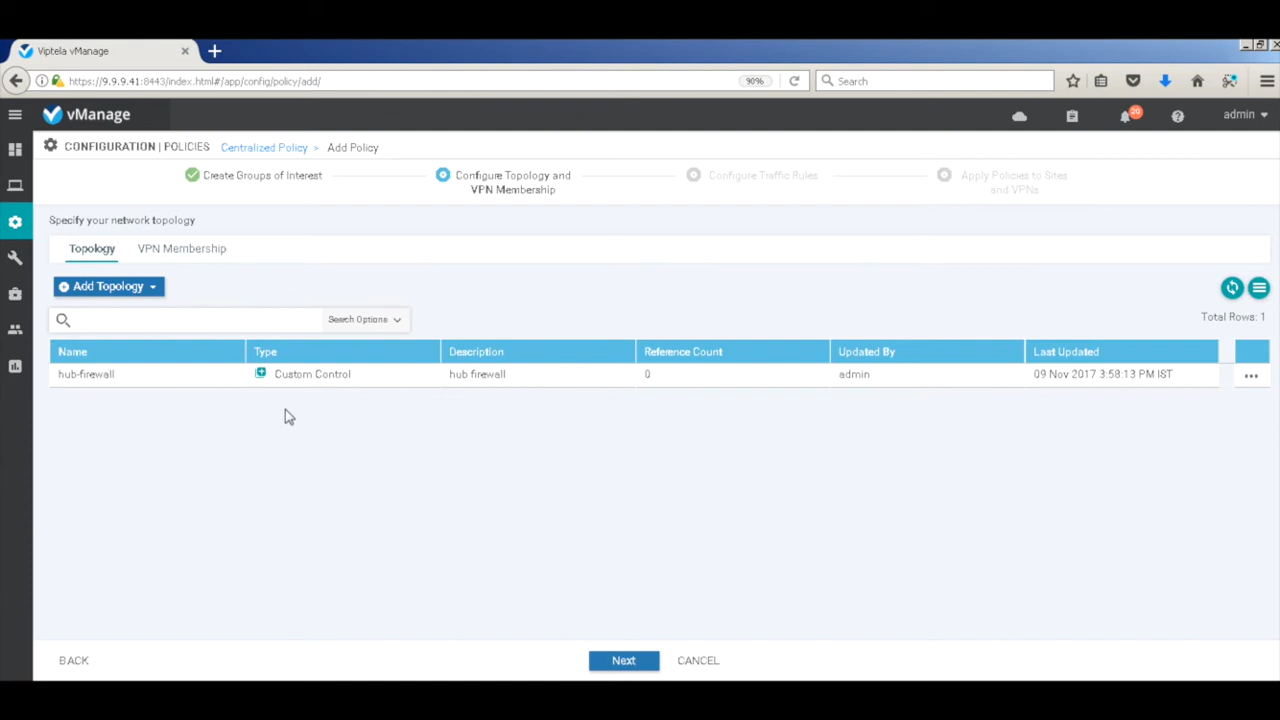 Viptela vManage
https://9.9.9.41:8443/index.html#/app/config/policy/add/
90%
Search
vManage
29
admin
CONFIGURATION | POLICIES Centralized Policy > Add Policy
Create Groups of Interest
Configure Topology and
VPN Membership
Configure Traffic Rules
Apply Policies to Sites
and VPNs
Specify your network topology
Topology VPN Membership
Add Topology
Search Options
Total Rows: 1
Name Type Description Reference Count Updated By Last Updated
hub-firewall Custom Control hub firewall 0 admin 09 Nov 2017 3:58:13 PM IST
BACK Next CANCEL